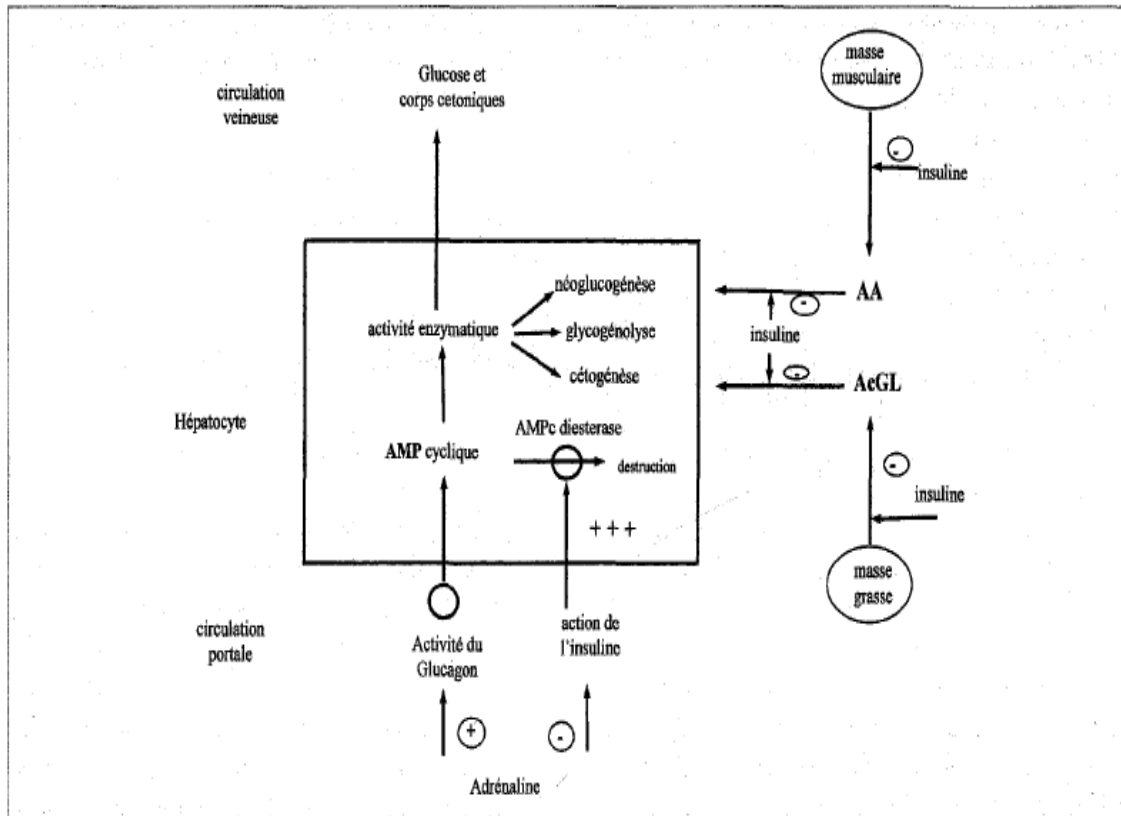 masse
musculaire
Glucose et
corps cetoniques
circulation
veineuse
-
insuline
néoglucogénèse
AA
-
activité enzymatique
glycogénolyse
insuline
cétogénèse
-
AcGL
Hépatocyte
AMPc diesterase
AMP cyclique
destruction
-
insuline
+ + +
masse
grasse
circulation
portale
Activité du
Glucagon
action de
l'insuline
+
-
Adrénaline